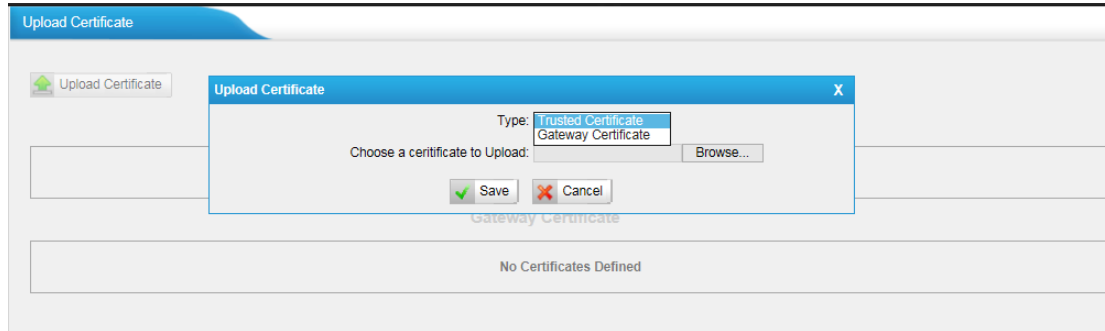 Upload Certificate
Upload Certificate
Upload Certificate X
Type: Trusted Certificate
Gateway Certificate
Choose a ceritificate to Upload: Browse...
Save Cancel
Gateway Certificate
No Certificates Defined